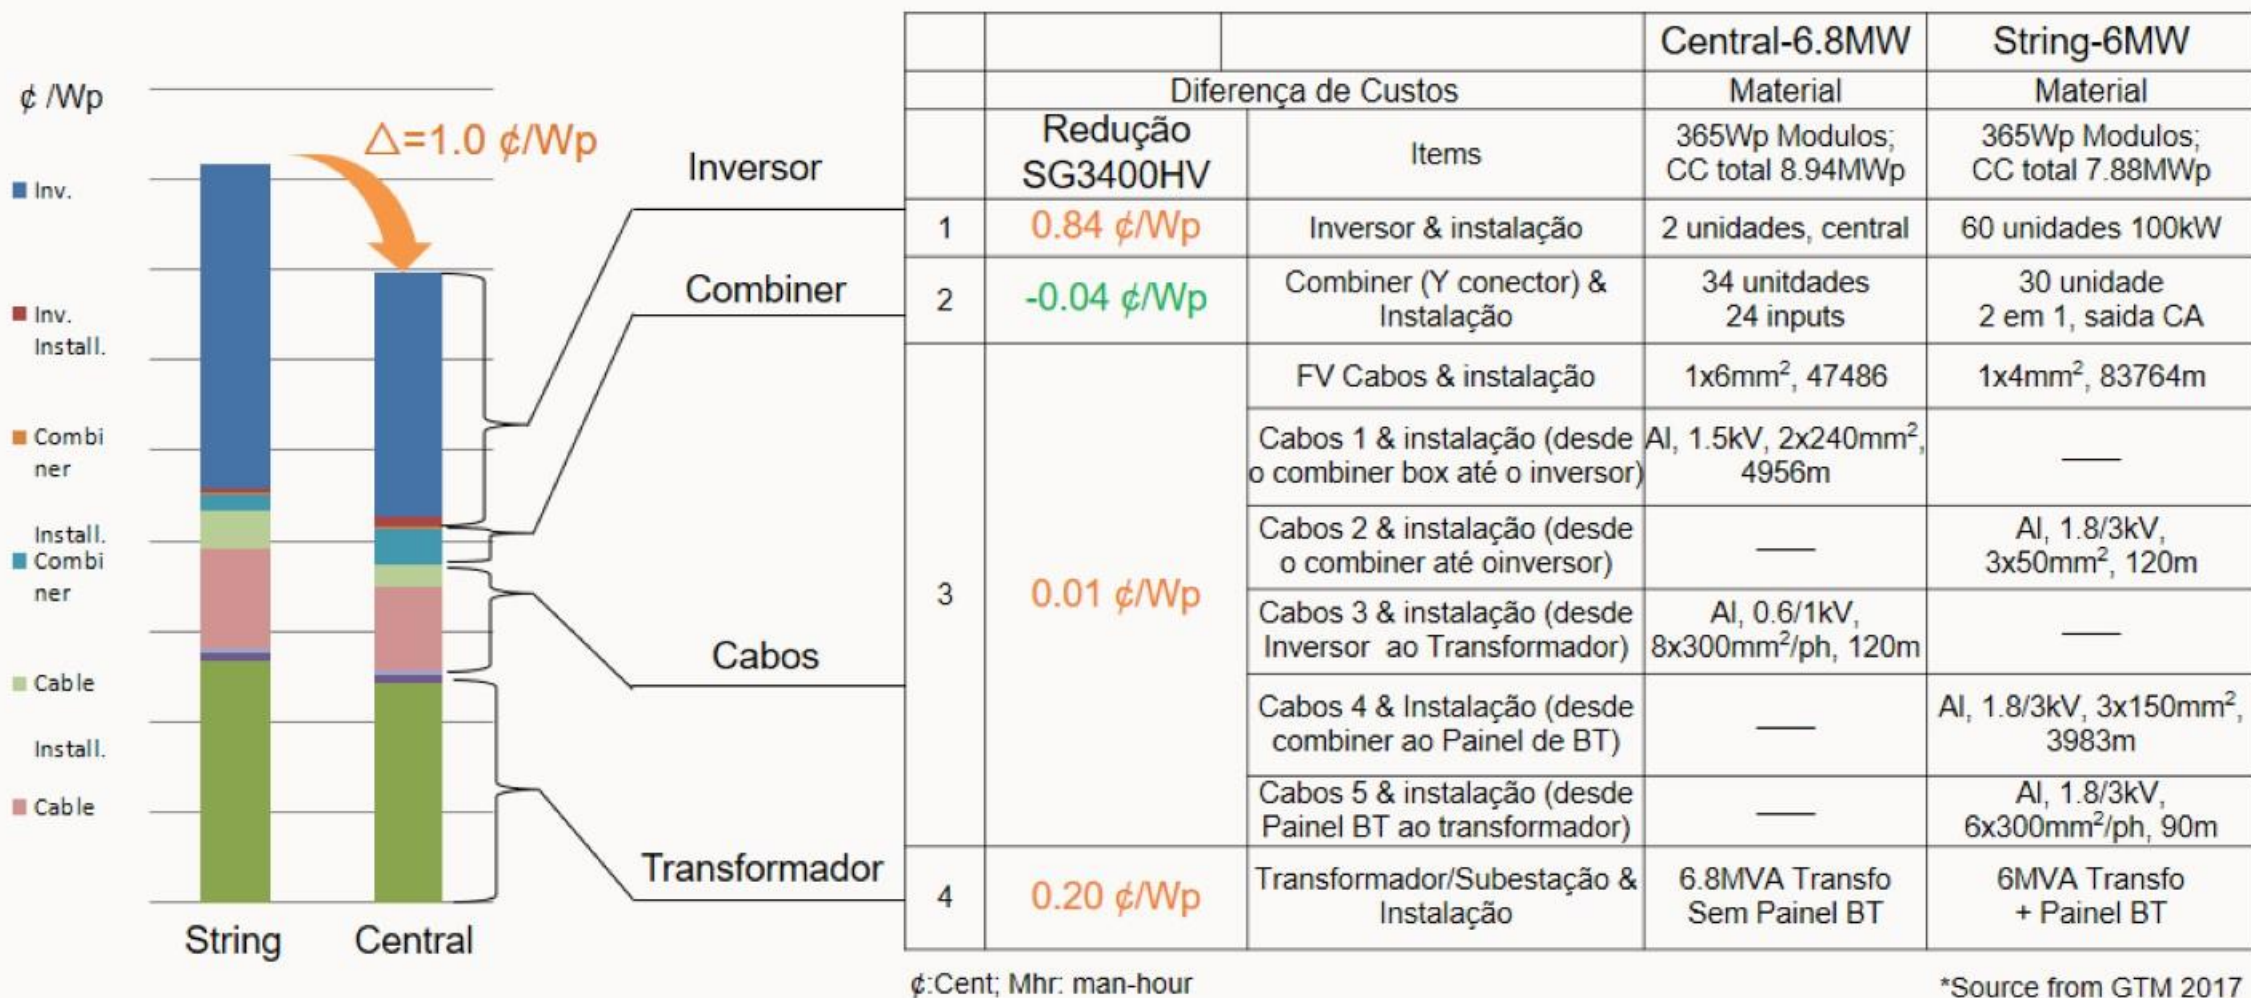 ¢ /Wp
△=1.0 ¢/Wp
Inv.
Inv.
Install.
Combi
ner
Install.
Combi
ner
Cable
Install.
Cable
String
Central
Inversor
Combiner
Cabos
Transformador
Central-6.8MW
String-6MW
Diferença de Custos
Material
Material
Redução
SG3400HV
Items
365Wp Modulos;
CC total 8.94MWp
365Wp Modulos;
CC total 7.88MWp
1
0.84 ¢/Wp
Inversor & instalação
2 unidades, central
60 unidades 100kW
2
-0.04 ¢/Wp
Combiner (Y conector) &
Instalação
34 unitdades
24 inputs
30 unidade
2 em 1, saida CA
3
0.01 ¢/Wp
FV Cabos & instalação
1x6mm², 47486
1x4mm², 83764m
Cabos 1 & instalação (desde
o combiner box até o inversor)
Al, 1.5kV, 2x240mm²,
4956m
——
Cabos 2 & instalação (desde
o combiner até oinversor)
——
Al, 1.8/3kV,
3x50mm², 120m
Cabos 3 & instalação (desde
Inversor ao Transformador)
Al, 0.6/1kV,
8x300mm²/ph, 120m
——
Cabos 4 & Instalação (desde
combiner ao Painel de BT)
——
Al, 1.8/3kV, 3x150mm²,
3983m
Cabos 5 & instalação (desde
Painel BT ao transformador)
——
Al, 1.8/3kV,
6x300mm²/ph, 90m
4
0.20 ¢/Wp
Transformador/Subestação &
Instalação
6.8MVA Transfo
Sem Painel BT
6MVA Transfo
+ Painel BT
¢:Cent; Mhr: man-hour
*Source from GTM 2017